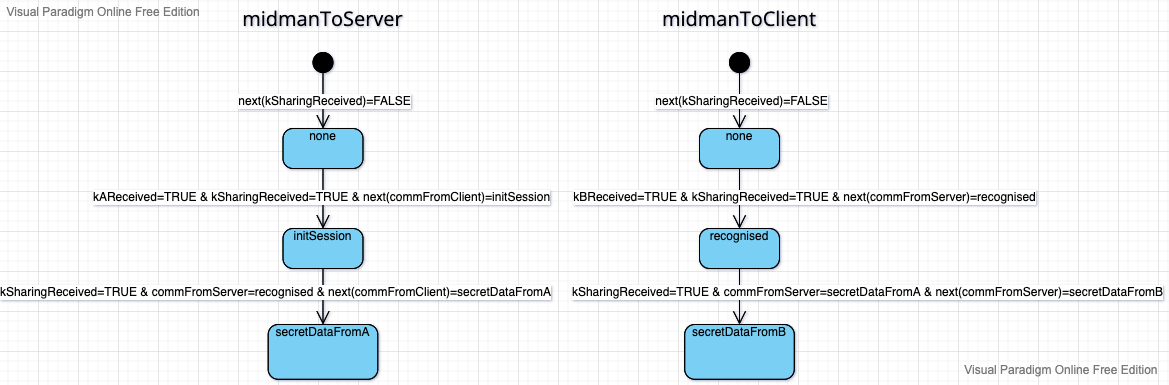 Visual Paradigm Online Free Edition
midmanToServer
midmanToClient
next(kSharingReceived)=FALSE
next(kSharingReceived)=FALSE
none
none
kAReceived=TRUE & kSharingReceived=TRUE & next(commFromClient)=initSession
kBReceived=TRUE & kSharingReceived=TRUE & next(commFromServer)=recognised
initSession
recognised
kSharingReceived=TRUE & commFromServer=recognised & next(commFromClient)=secretDataFromA
kSharingReceived=TRUE & commFromServer=secretDataFromA & next(commFromServer)=secretDataFromB
secretDataFromA
secretDataFromB
Visual Paradigm Online Free Edition